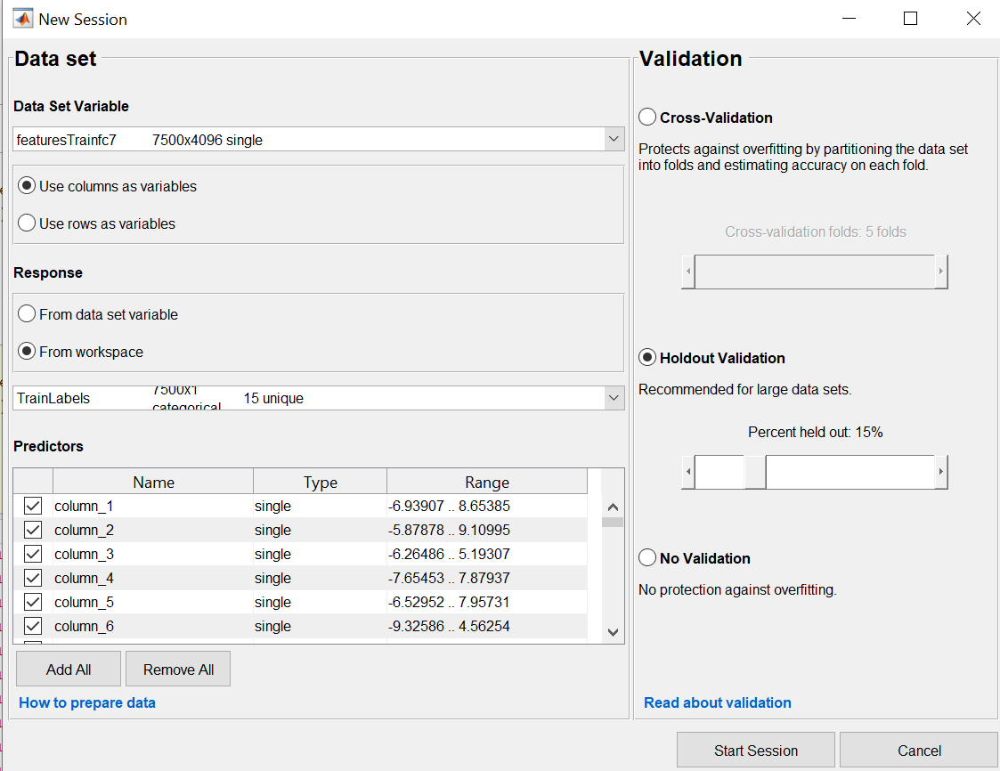 New Session
Data set
Data Set Variable
featuresTrainfc7 7500x4096 single
Use columns as variables
Use rows as variables
Response
From data set variable
From workspace
TrainLabels 7500x1 categorical 15 unique
Predictors
Name Type Range
column_1 single -6.93907 .. 8.65385
column_2 single -5.87878 .. 9.10995
column_3 single -6.26486 .. 5.19307
column_4 single -7.65453 .. 7.87937
column_5 single -6.52952 .. 7.95731
column_6 single -9.32586 .. 4.56254
Add All Remove All
How to prepare data
Validation
Cross-Validation
Protects against overfitting by partitioning the data set
into folds and estimating accuracy on each fold.
Cross-validation folds: 5 folds
Holdout Validation
Recommended for large data sets.
Percent held out: 15%
No Validation
No protection against overfitting.
Read about validation
Start Session Cancel